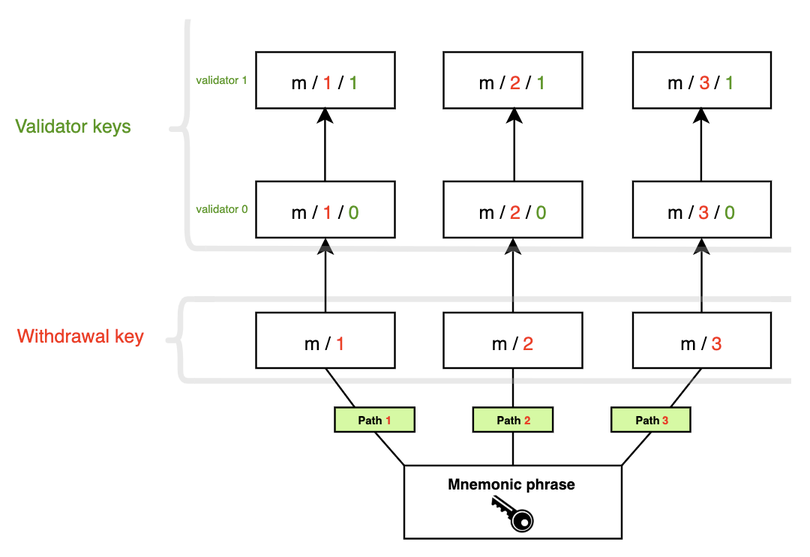 validator 1
m / 1 / 1
m / 2 / 1
m / 3 / 1
Validator keys
validator 0
m / 1 / 0
m / 2 / 0
m / 3 / 0
Withdrawal key
m / 1
m / 2
m / 3
Path 1
Path 2
Path 3
Mnemonic phrase